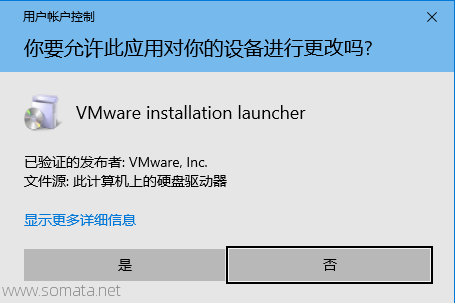 用户帐户控制
你要允许此应用对你的设备进行更改吗?
VMware installation launcher
已验证的发布者: VMware, Inc.
文件源: 此计算机上的硬盘驱动器
显示更多详细信息
是 否
www.somata.net